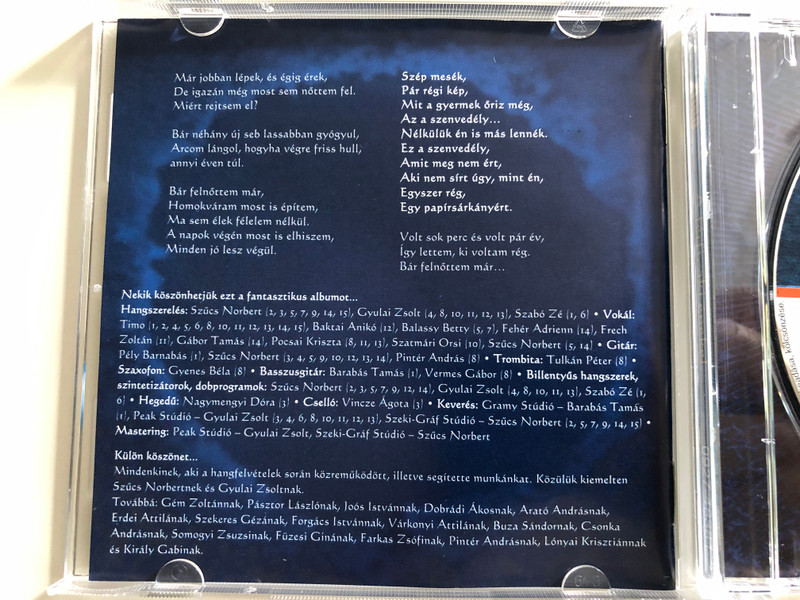 Már jobban lépek, és égig érek,
De igazán még most sem nőttem fel.
Miért rejtsem el?
Bár néhány új seb lassabban gyógyul,
Arcom lángol, hogyha végre friss hull,
annyi éven túl.
Bár felnőttem már,
Homokváram most is építem,
Ma sem élek félelem nélkül.
A napok végén most is elhiszem,
Minden jó lesz végül.
Szép mesék,
Pár régi kép,
Mit a gyermek őriz még,
Az a szenvedély...
Nélkülük én is más lennék.
Ez a szenvedély,
Amit meg nem ért,
Aki nem sírt úgy, mint én,
Egyszer rég,
Egy papírsárkányért.
Volt sok perc és volt pár év,
Így lettem, ki voltam rég.
Bár felnőttem már...
Nekik köszönhetjük ezt a fantasztikus albumot...
Hangszerelés: Szűcs Norbert (2, 3, 5, 7, 9, 14, 15), Gyulai Zsolt (4, 8, 10, 11, 12, 13), Szabó Zé (1, 6) • Vokál:
Timo (1, 2, 4, 5, 6, 8, 10, 11, 12, 13, 14, 15), Baktai Anikó (12), Balassy Betty (5, 7), Fehér Adrienn (14), Frech
Zoltán (11), Gábor Tamás (14), Pocsai Kriszta (8, 11, 13), Szatmári Orsi (10), Szűcs Norbert (5, 14) • Gitár:
Pély Barnabás (1), Szűcs Norbert (3, 4, 5, 9, 10, 12, 13, 14), Pintér András (8) • Trombita: Tulkán Péter (8) •
Szaxofon: Gyenes Béla (8) • Basszusgitár: Barabás Tamás (1), Vermes Gábor (8) • Billentyűs hangszerek,
szintetizátorok, dobprogramok: Szűcs Norbert (2, 3, 5, 7, 9, 12, 14), Gyulai Zsolt (4, 8, 10, 11, 13), Szabó Zé (1,
6) • Hegedű: Nagymengyi Dóra (3) • Cselló: Vincze Ágota (3) • Keverés: Gramy Stúdió – Barabás Tamás
(1), Peak Stúdió – Gyulai Zsolt (3, 4, 6, 8, 10, 11, 12, 13), Szeki-Gráf Stúdió – Szűcs Norbert (2, 5, 7, 9, 14, 15) •
Mastering: Peak Stúdió – Gyulai Zsolt, Szeki-Gráf Stúdió – Szűcs Norbert
Külön köszönet...
Mindenkinek, aki a hangfelvételek során közreműködött, illetve segítette munkánkat. Közülük kiemelten
Szűcs Norbertnek és Gyulai Zsoltnak.
Továbbá: Gém Zoltánnak, Pásztor Lászlónak, Joós Istvánnak, Dobrádi Ákosnak, Arató Andrásnak,
Erdei Attilának, Szekeres Gézának, Forgács Istvánnak, Várkonyi Attilának, Buza Sándornak, Csonka
Andrásnak, Somogyi Zsuzsinak, Füzesi Ginának, Farkas Zsófinak, Pintér Andrásnak, Lónyai Krisztiánnak
és Király Gabinak.
kölcsönzése